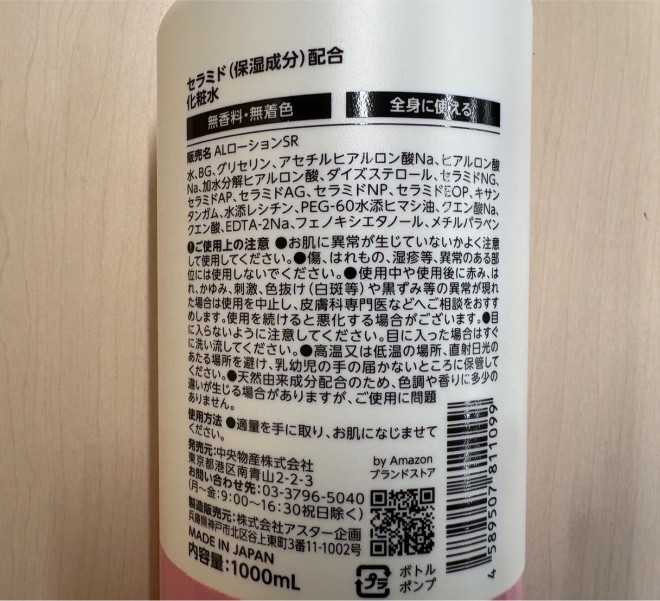 セラミド(保湿成分)配合
化粧水
無香料・無着色
全身に使える
販売名 ALローションSR
水、BG、グリセリン、アセチルヒアルロン酸Na、ヒアルロン酸
Na、加水分解ヒアルロン酸、ダイズステロール、セラミドNG、
セラミドAP、セラミドAG、セラミドNP、セラミドEOP、キサン
タンガム、水添レシチン、PEG-60水添ヒマシ油、クエン酸Na、
クエン酸、EDTA-2Na、フェノキシエタノール、メチルパラベン
❶ご使用上の注意 ●お肌に異常が生じていないかよく注意
して使用してください。●傷、はれもの、湿疹等、異常のある部
位には使用しないでください。●使用中や使用後に赤み、は
れ、かゆみ、刺激、色抜け(白斑等)や黒ずみ等の異常が現れ
た場合は使用を中止し、皮膚科専門医などへご相談をおすす
めします。使用を続けると悪化する場合がございます。●目
に入らないように注意してください。目に入った場合はすぐ
に洗い流してください。●高温又は低温の場所、直射日光の
あたる場所を避け、乳幼児の手の届かないところに保管して
ください。●天然由来成分配合のため、色調や香りに多少の
違いが生じる場合がありますが、ご使用に問題
ありません。
使用方法 ●適量を手に取り、お肌になじませて
ください。
発売元:中央物産株式会社
東京都港区南青山2-2-3
お問い合わせ先:03-3796-5040
(月〜金:9:00〜16:30祝日除く)
製造販売元:株式会社アスター企画
兵庫県神戸市北区谷上東町3番11-1002号
MADE IN JAPAN
内容量:1000mL
by Amazon
ブランドストア
プラ
ボトル
ポンプ
4 589507 811099